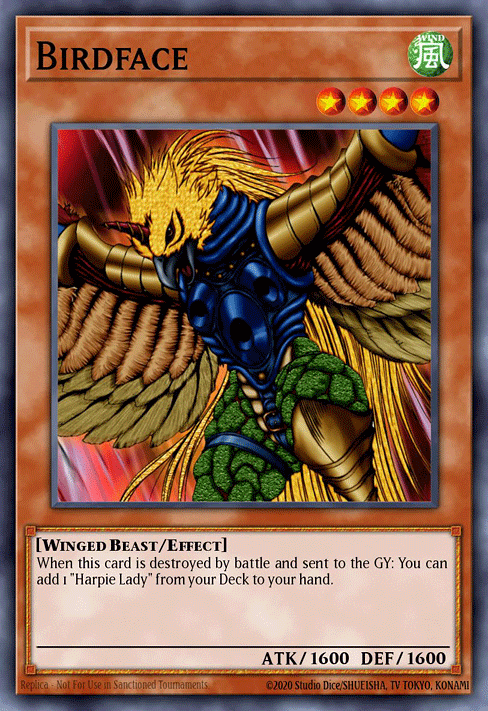 BIRDFACE
WIND
風
[WINGED BEAST/EFFECT]
When this card is destroyed by battle and sent to the GY: You can
add 1 "Harpie Lady" from your Deck to your hand.
ATK/1600 DEF/1600
Replica - Not For Use in Sanctioned Tournaments
©2020 Studio Dice/SHUEISHA, TV TOKYO, KONAMI